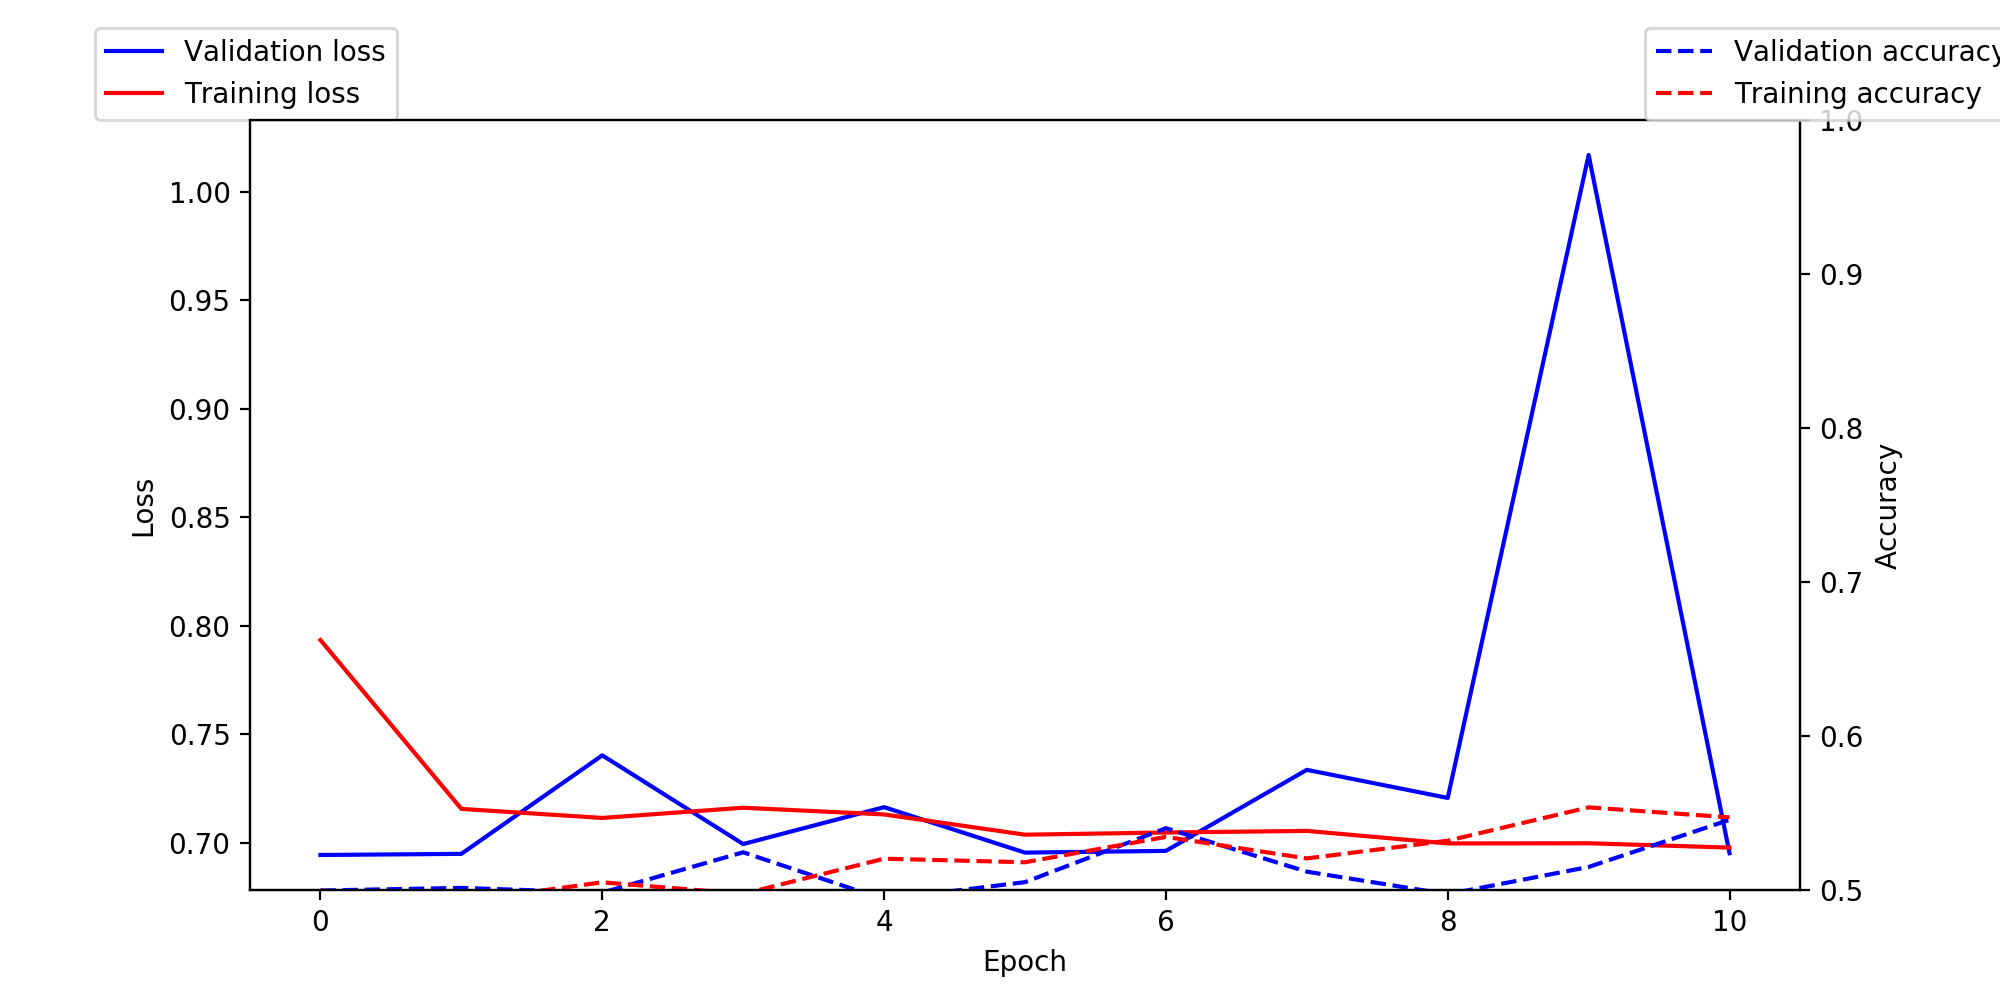 Validation loss
Training loss
Validation accuracy
Training accuracy
1.00
0.95
0.90
0.85
0.80
0.75
0.70
Loss
1.0
0.9
0.8
0.7
0.6
0.5
Accuracy
0 2 4 6 8 10
Epoch